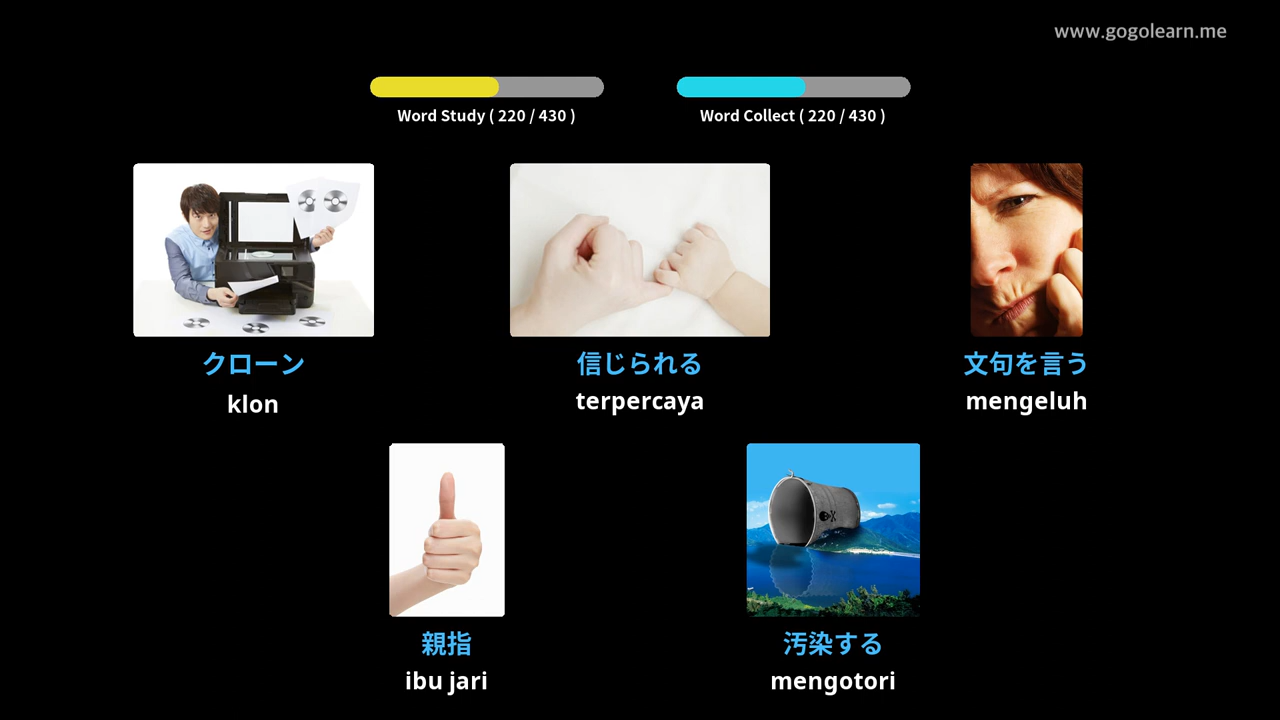 www.gogolearn.me
Word Study ( 220 / 430 )
Word Collect ( 220 / 430 )
クローン
klon
信じられる
terpercaya
文句を言う
mengeluh
親指
ibu jari
汚染する
mengotori